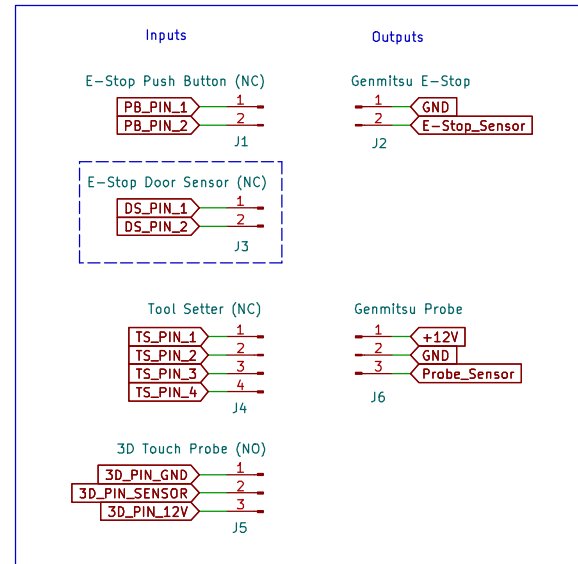 Inputs
Outputs
E-Stop Push Button (NC)
PB_PIN_1 1
PB_PIN_2 2
J1
Genmitsu E-Stop
1 GND
2 E-Stop_Sensor
J2
E-Stop Door Sensor (NC)
DS_PIN_1 1
DS_PIN_2 2
J3
Tool Setter (NC)
TS_PIN_1 1
TS_PIN_2 2
TS_PIN_3 3
TS_PIN_4 4
J4
Genmitsu Probe
1 +12V
2 GND
3 Probe_Sensor
J6
3D Touch Probe (NO)
3D_PIN_GND 1
3D_PIN_SENSOR 2
3D_PIN_12V 3
J5